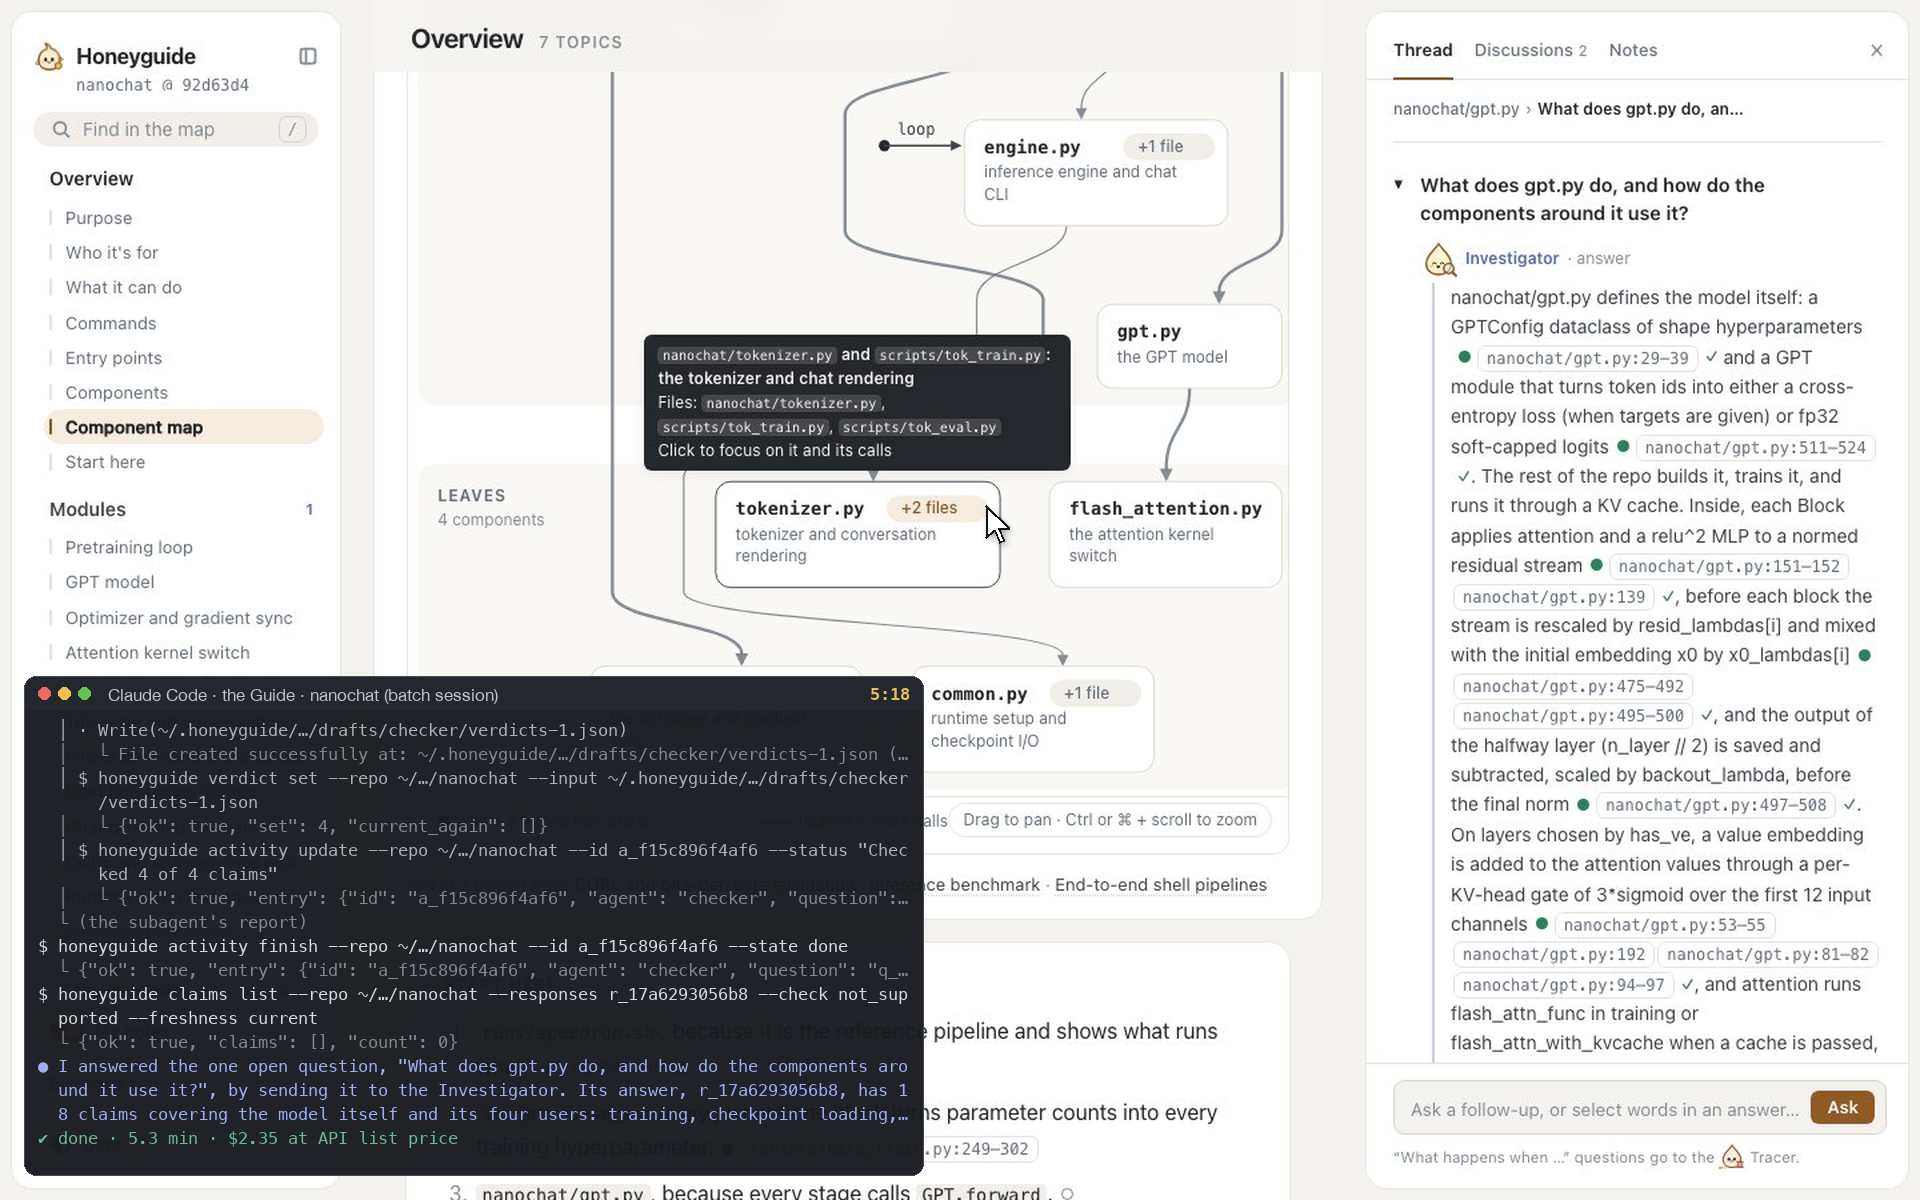 Honeyguide
nanochat @ 92d63d4
Find in the map
/
Overview
Purpose
Who it's for
What it can do
Commands
Entry points
Components
Component map
Start here
Modules 1
Pretraining loop
GPT model
Optimizer and gradient sync
Attention kernel switch
Overview 7 TOPICS
loop
engine.py +1 file
inference engine and chat
CLI
gpt.py
the GPT model
nanochat/tokenizer.py and scripts/tok_train.py:
the tokenizer and chat rendering
Files: nanochat/tokenizer.py,
scripts/tok_train.py, scripts/tok_eval.py
Click to focus on it and its calls
LEAVES
4 components
tokenizer.py +2 files
tokenizer and conversation
rendering
flash_attention.py
the attention kernel
switch
common.py +1 file
runtime setup and
checkpoint I/O
calls
Drag to pan · Ctrl or ⌘ + scroll to zoom
benchmark · End-to-end shell pipelines
runs/speedrun.sh, because it is the reference pipeline and shows what runs
parameter counts into every
training hyperparameter. scripts/base_train.py:249–302
3. nanochat/gpt.py, because every stage calls GPT.forward.
Claude Code · the Guide · nanochat (batch session) 5:18
│ · Write(~/.honeyguide/…/drafts/checker/verdicts–1.json)
│ └ File created successfully at: ~/.honeyguide/…/drafts/checker/verdicts–1.json (…
│ $ honeyguide verdict set ––repo ~/…/nanochat ––input ~/.honeyguide/…/drafts/checker
/verdicts–1.json
│ └ {"ok": true, "set": 4, "current_again": []}
│ $ honeyguide activity update ––repo ~/…/nanochat ––id a_f15c896f4af6 ––status "Chec
ked 4 of 4 claims"
│ └ {"ok": true, "entry": {"id": "a_f15c896f4af6", "agent": "checker", "question":…
└ (the subagent's report)
$ honeyguide activity finish ––repo ~/…/nanochat ––id a_f15c896f4af6 ––state done
└ {"ok": true, "entry": {"id": "a_f15c896f4af6", "agent": "checker", "question": "q_…
$ honeyguide claims list ––repo ~/…/nanochat ––responses r_17a6293056b8 ––check not_sup
ported ––freshness current
└ {"ok": true, "claims": [], "count": 0}
● I answered the one open question, "What does gpt.py do, and how do the components aro
und it use it?", by sending it to the Investigator. Its answer, r_17a6293056b8, has 1
8 claims covering the model itself and its four users: training, checkpoint loading,…
✔ done · 5.3 min · $2.35 at API list price
Thread Discussions 2 Notes ×
nanochat/gpt.py › What does gpt.py do, an...
▼ What does gpt.py do, and how do the
components around it use it?
Investigator · answer
nanochat/gpt.py defines the model itself: a
GPTConfig dataclass of shape hyperparameters
● nanochat/gpt.py:29–39 ✓ and a GPT
module that turns token ids into either a cross-
entropy loss (when targets are given) or fp32
soft-capped logits ● nanochat/gpt.py:511–524
✓. The rest of the repo builds it, trains it, and
runs it through a KV cache. Inside, each Block
applies attention and a relu^2 MLP to a normed
residual stream ● nanochat/gpt.py:151–152
nanochat/gpt.py:139 ✓, before each block the
stream is rescaled by resid_lambdas[i] and mixed
with the initial embedding x0 by x0_lambdas[i] ●
nanochat/gpt.py:475–492
nanochat/gpt.py:495–500 ✓, and the output of
the halfway layer (n_layer // 2) is saved and
subtracted, scaled by backout_lambda, before
the final norm ● nanochat/gpt.py:497–508 ✓.
On layers chosen by has_ve, a value embedding
is added to the attention values through a per-
KV-head gate of 3*sigmoid over the first 12 input
channels ● nanochat/gpt.py:53–55
nanochat/gpt.py:192 nanochat/gpt.py:81–82
nanochat/gpt.py:94–97 ✓, and attention runs
flash_attn_func in training or
flash_attn_with_kvcache when a cache is passed,
Ask a follow-up, or select words in an answer... Ask
"What happens when …" questions go to the Tracer.